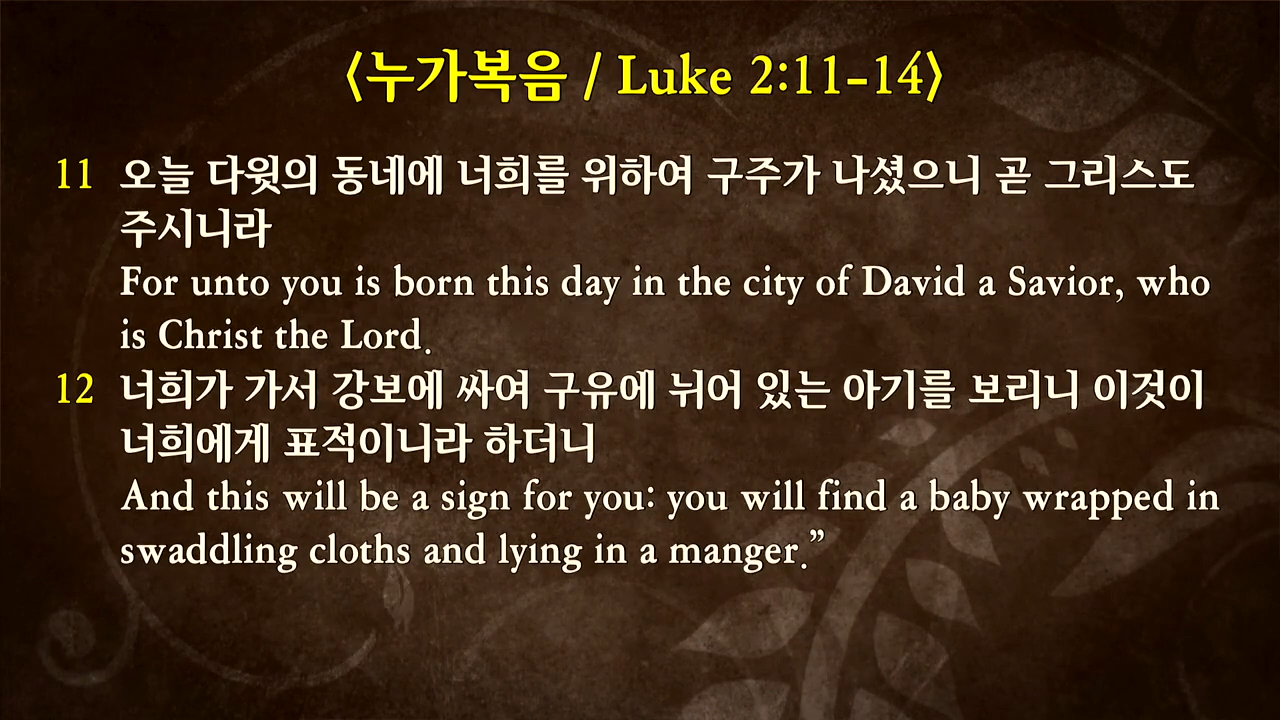 〈누가복음 / Luke 2:11-14〉
11 오늘 다윗의 동네에 너희를 위하여 구주가 나셨으니 곧 그리스도
주시니라
For unto you is born this day in the city of David a Savior, who
is Christ the Lord.
12 너희가 가서 강보에 싸여 구유에 뉘어 있는 아기를 보리니 이것이
너희에게 표적이니라 하더니
And this will be a sign for you: you will find a baby wrapped in
swaddling cloths and lying in a manger.”